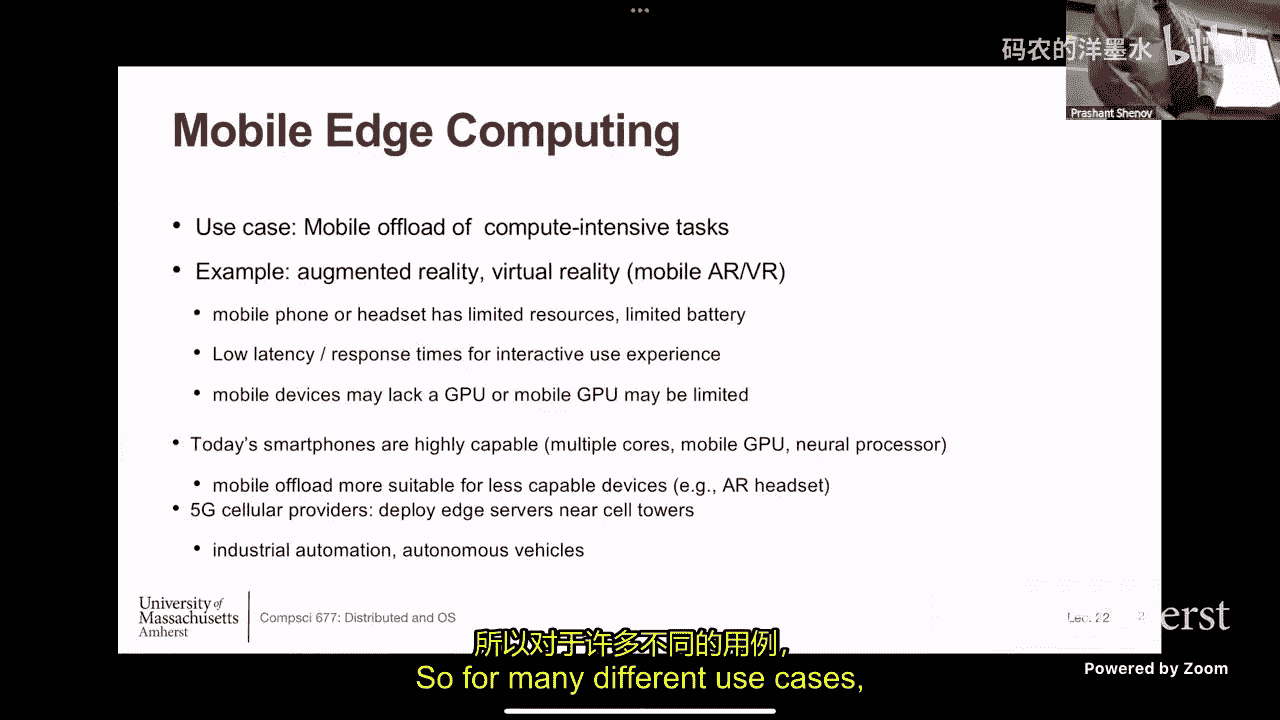 码农的洋墨水 bilibili
Prashant Shenoy
Mobile Edge Computing
• Use case: Mobile offload of compute-intensive tasks
• Example: augmented reality, virtual reality (mobile AR/VR)
• mobile phone or headset has limited resources, limited battery
• Low latency / response times for interactive use experience
• mobile devices may lack a GPU or mobile GPU may be limited
• Today's smartphones are highly capable (multiple cores, mobile GPU, neural processor)
• mobile offload more suitable for less capable devices (e.g., AR headset)
• 5G cellular providers: deploy edge servers near cell towers
• industrial automation, autonomous vehicles
University of
Massachusetts
Amherst
Compsci 677: Distributed and OS
Lec. 22
erst
所以对于许多不同的用例，
So for many different use cases,
Powered by Zoom